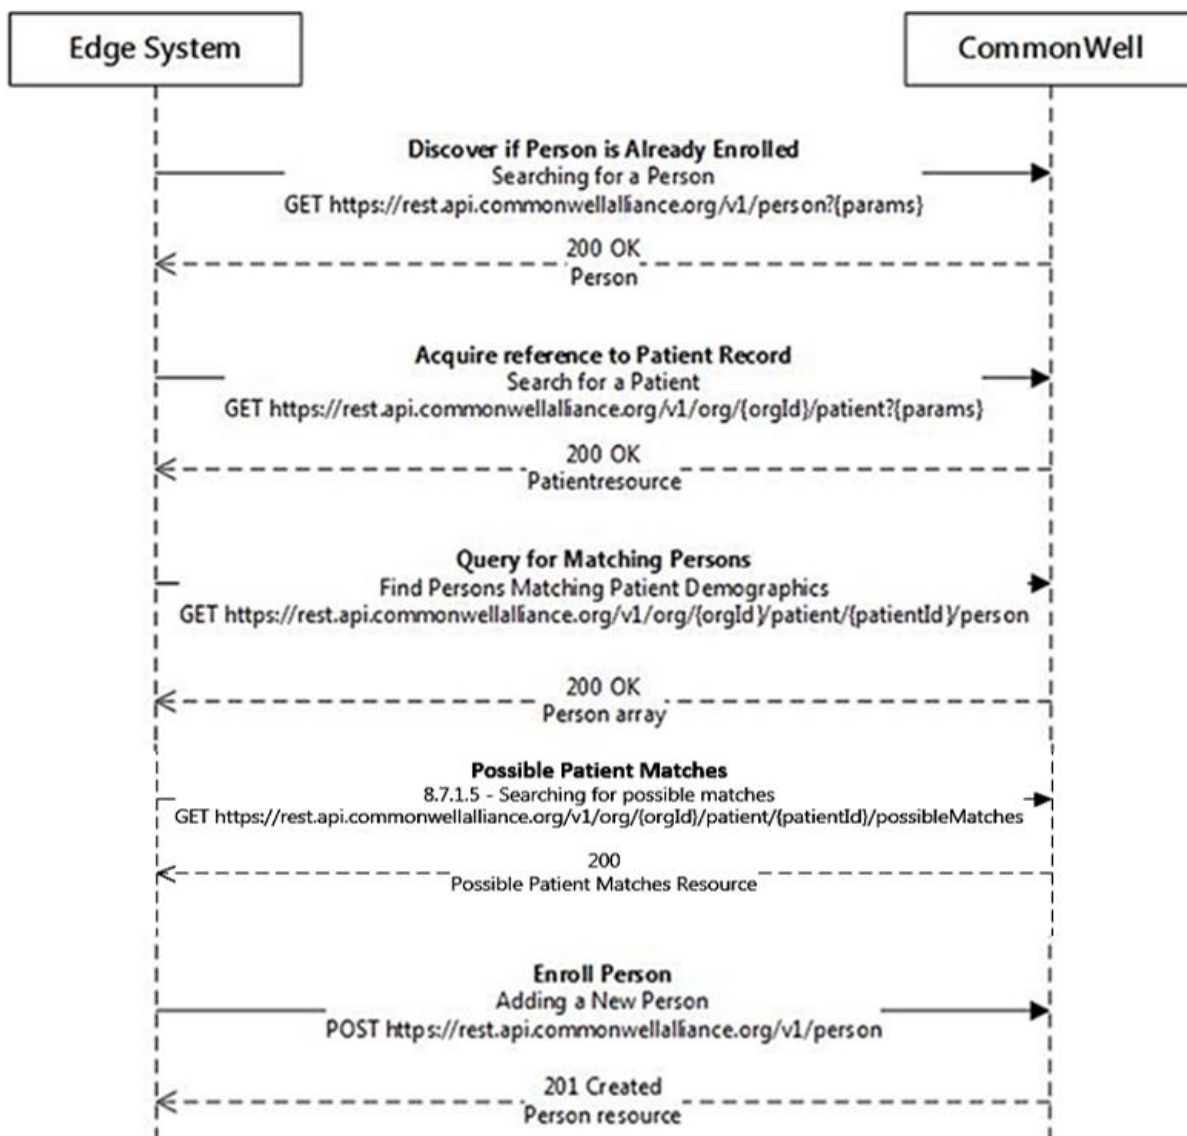 Edge System
CommonWell
Discover if Person is Already Enrolled
Searching for a Person
GET https://rest.api.commonwellalliance.org/v1/person?{params}
200 OK
Person
Acquire reference to Patient Record
Search for a Patient
GET https://rest.api.commonwellalliance.org/v1/org/{orgId}/patient?{params}
200 OK
Patientresource
Query for Matching Persons
Find Persons Matching Patient Demographics
GET https://rest.api.commonwellalliance.org/v1/org/{orgId}/patient/{patientId}/person
200 OK
Person array
Possible Patient Matches
8.7.1.5 - Searching for possible matches
GET https://rest.api.commonwellalliance.org/v1/org/{orgId}/patient/{patientId}/possibleMatches
200
Possible Patient Matches Resource
Enroll Person
Adding a New Person
POST https://rest.api.commonwellalliance.org/v1/person
201 Created
Person resource